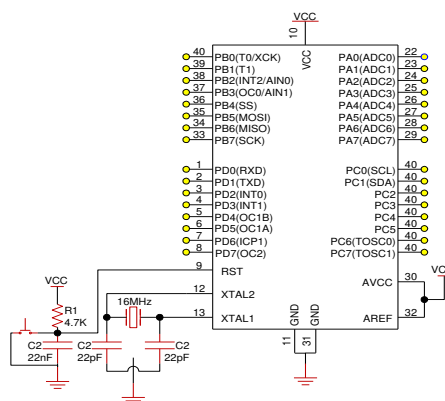 VCC
10
VCC
40 PB0(T0/XCK) PA0(ADC0) 22
39 PB1(T1) PA1(ADC1) 23
38 PB2(INT2/AIN0) PA2(ADC2) 24
37 PB3(OC0/AIN1) PA3(ADC3) 25
36 PB4(SS) PA4(ADC4) 26
35 PB5(MOSI) PA5(ADC5) 27
34 PB6(MISO) PA6(ADC6) 28
33 PB7(SCK) PA7(ADC7) 29
1 PD0(RXD) PC0(SCL) 40
2 PD1(TXD) PC1(SDA) 40
3 PD2(INT0) PC2 40
4 PD3(INT1) PC3 40
5 PD4(OC1B) PC4 40
6 PD5(OC1A) PC5 40
7 PD6(ICP1) PC6(TOSC0) 40
8 PD7(OC2) PC7(TOSC1) 40
9 RST
VCC
AVCC 30
VC
12 XTAL2
16MHz
R1
4.7K
13 XTAL1
AREF 32
GND
GND
11
31
C2
22nF
C2
22pF
C2
22pF